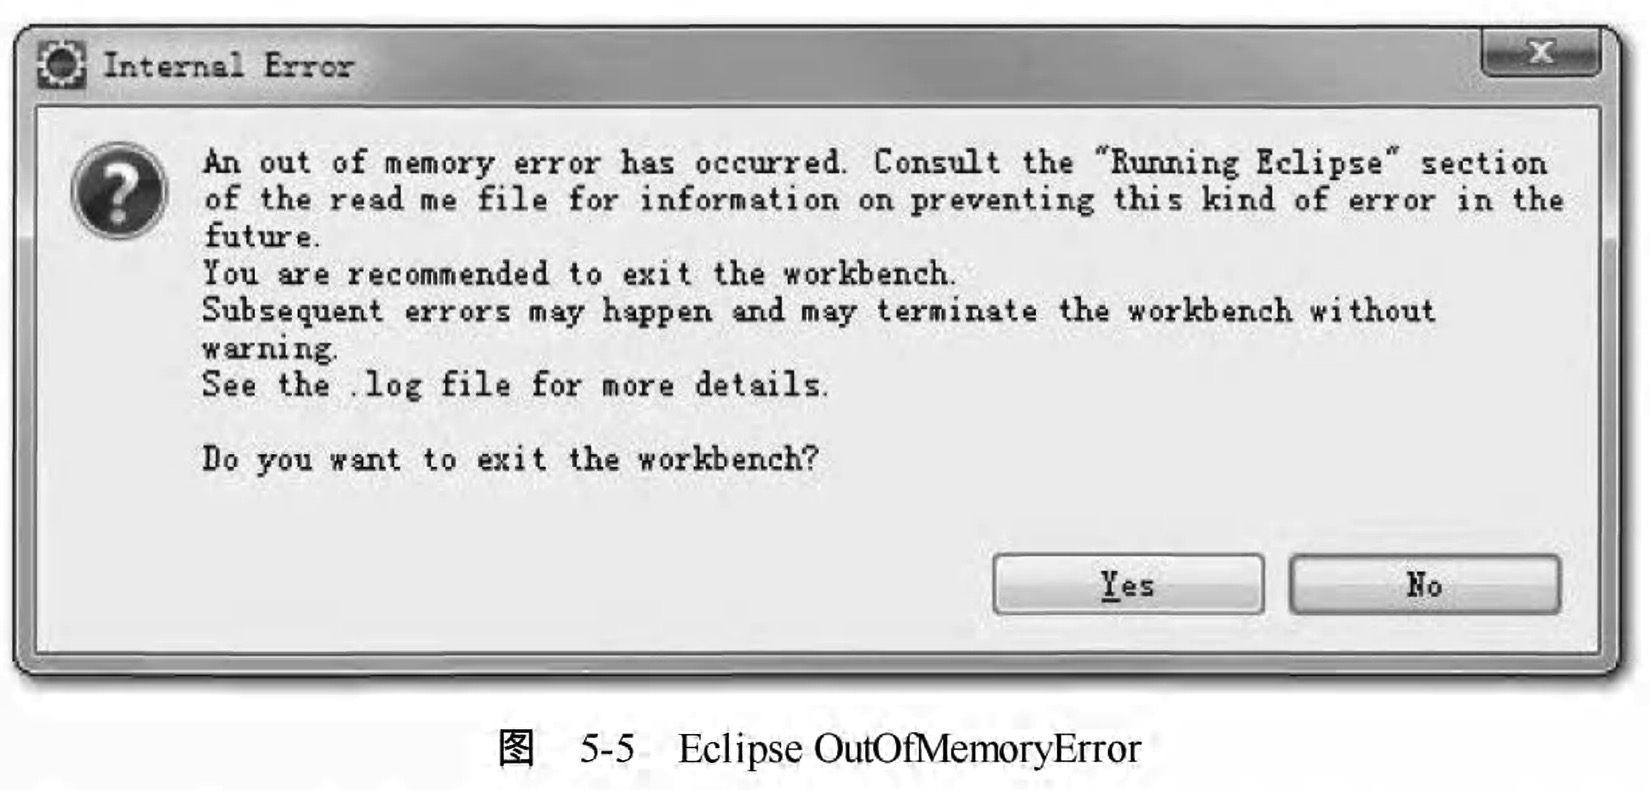 Internal Error
An out of memory error has occurred. Consult the "Running Eclipse" section
of the read me file for information on preventing this kind of error in the
future.
You are recommended to exit the workbench.
Subsequent errors may happen and may terminate the workbench without
warning.
See the .log file for more details.
Do you want to exit the workbench?
Yes
No
图 5-5 Eclipse OutOfMemoryError